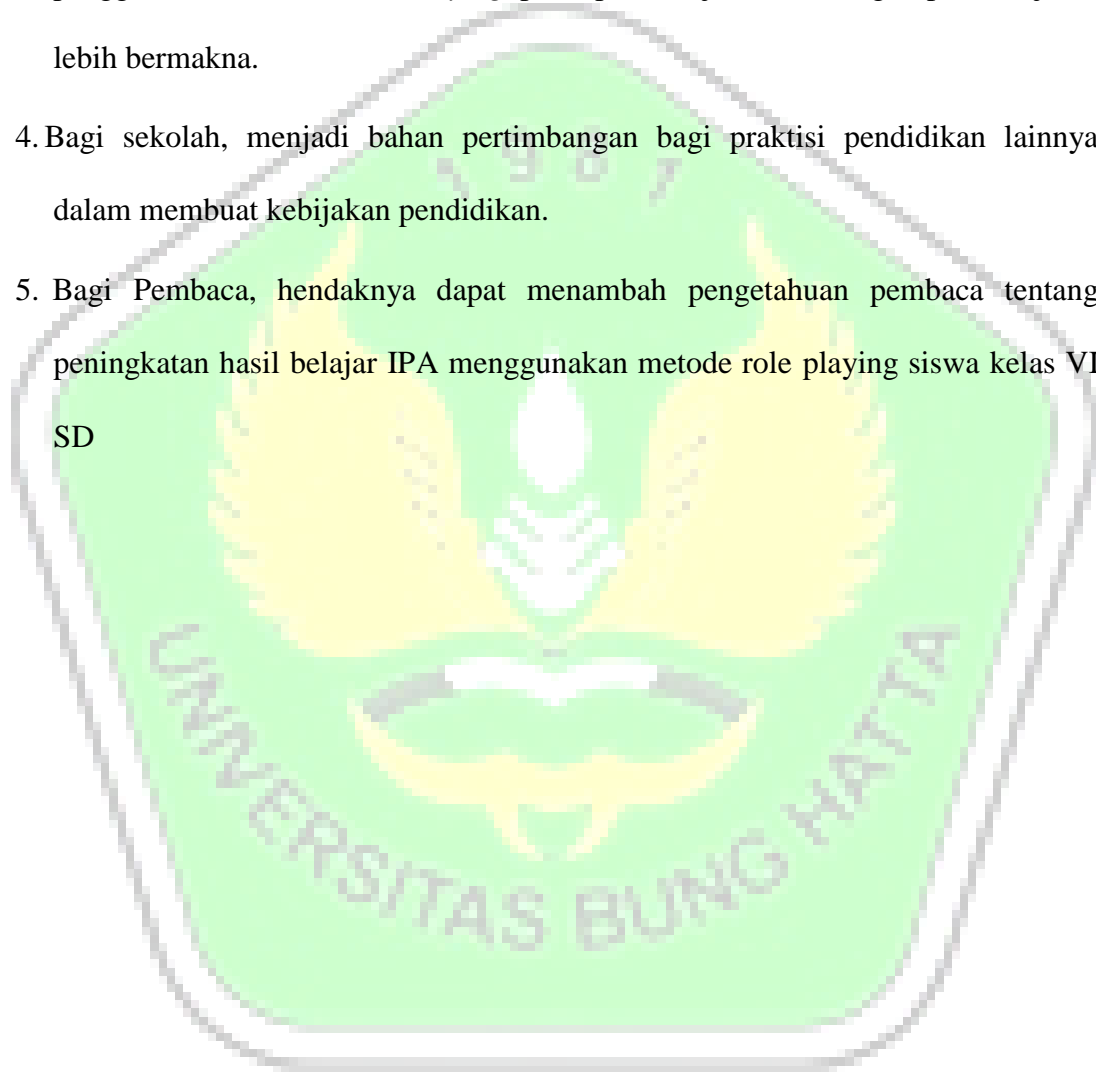 lebih bermakna.
4. Bagi sekolah, menjadi bahan pertimbangan bagi praktisi pendidikan lainnya
dalam membuat kebijakan pendidikan.
5. Bagi Pembaca, hendaknya dapat menambah pengetahuan pembaca tentang
peningkatan hasil belajar IPA menggunakan metode role playing siswa kelas VI
SD
1981
UNIVERSITAS BUNG HATTA